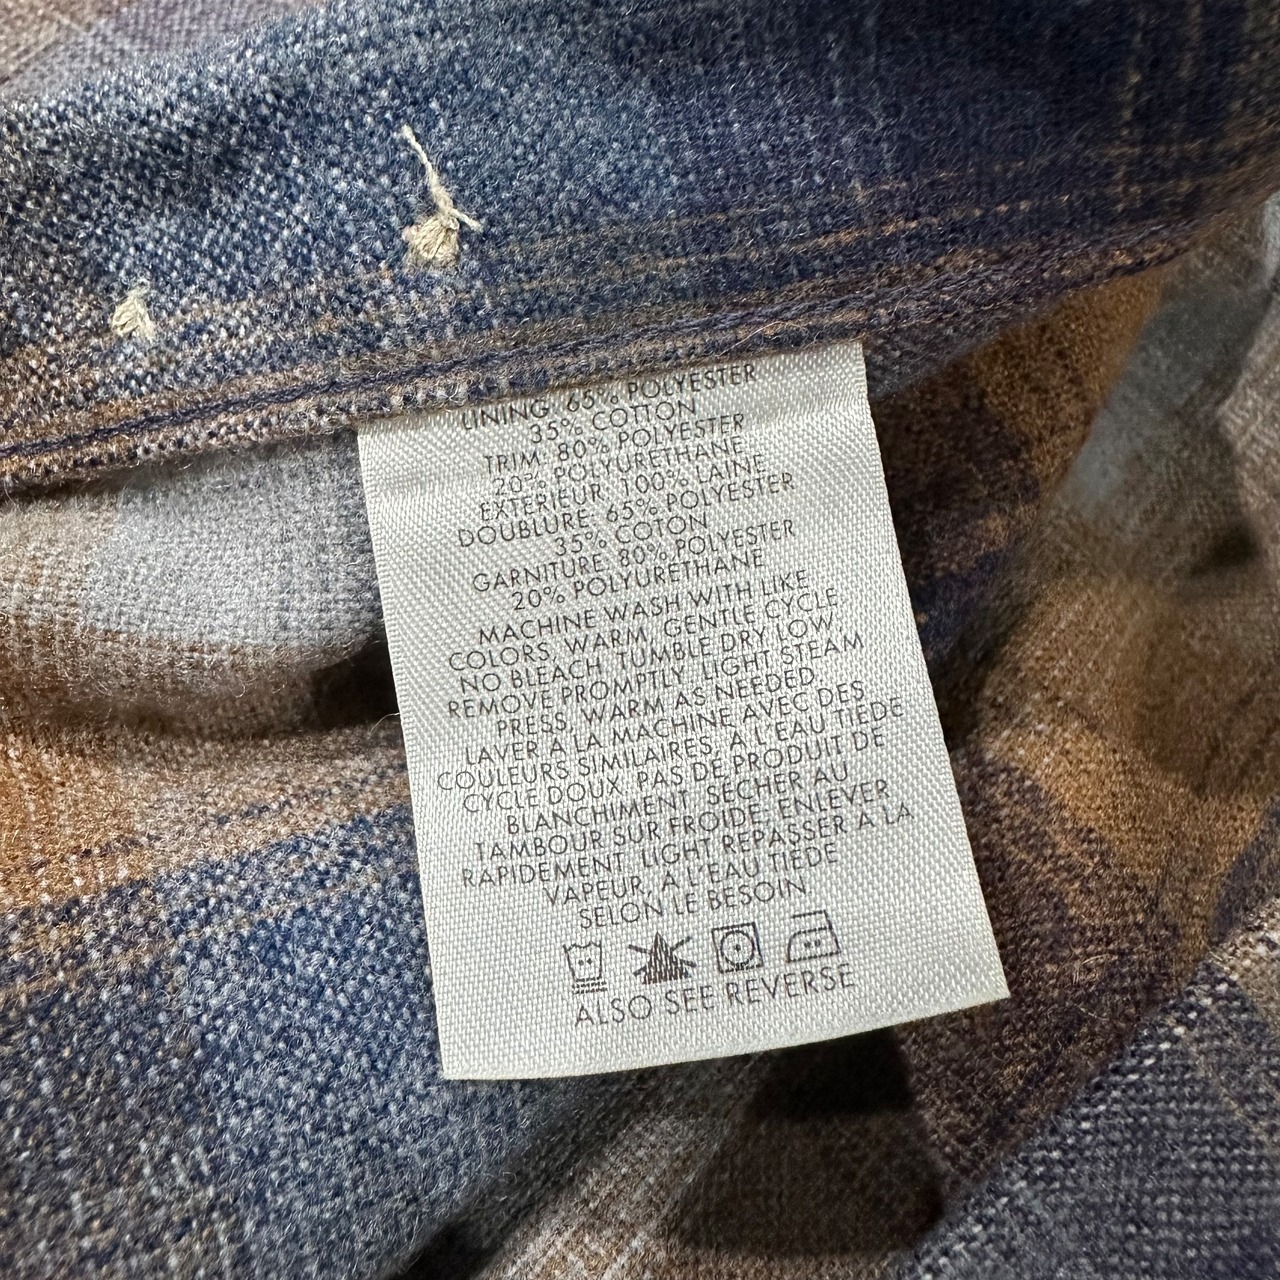 LINING: 65% POLYESTER
35% COTTON
TRIM: 80% POLYESTER
20% POLYURETHANE
EXTERIEUR: 100% LAINE
DOUBLURE: 65% POLYESTER
35% COTON
GARNITURE: 80% POLYESTER
20% POLYURETHANE
MACHINE WASH WITH LIKE
COLORS, WARM, GENTLE CYCLE.
NO BLEACH. TUMBLE DRY LOW,
REMOVE PROMPTLY. LIGHT STEAM
PRESS, WARM AS NEEDED
LAVER A LA MACHINE AVEC DES
COULEURS SIMILAIRES, A L'EAU TIEDE
CYCLE DOUX. PAS DE PRODUIT DE
BLANCHIMENT. SECHER AU
TAMBOUR SUR FROIDE, ENLEVER
RAPIDEMENT. LIGHT REPASSER A LA
VAPEUR, A L'EAU TIEDE
SELON LE BESOIN
ALSO SEE REVERSE